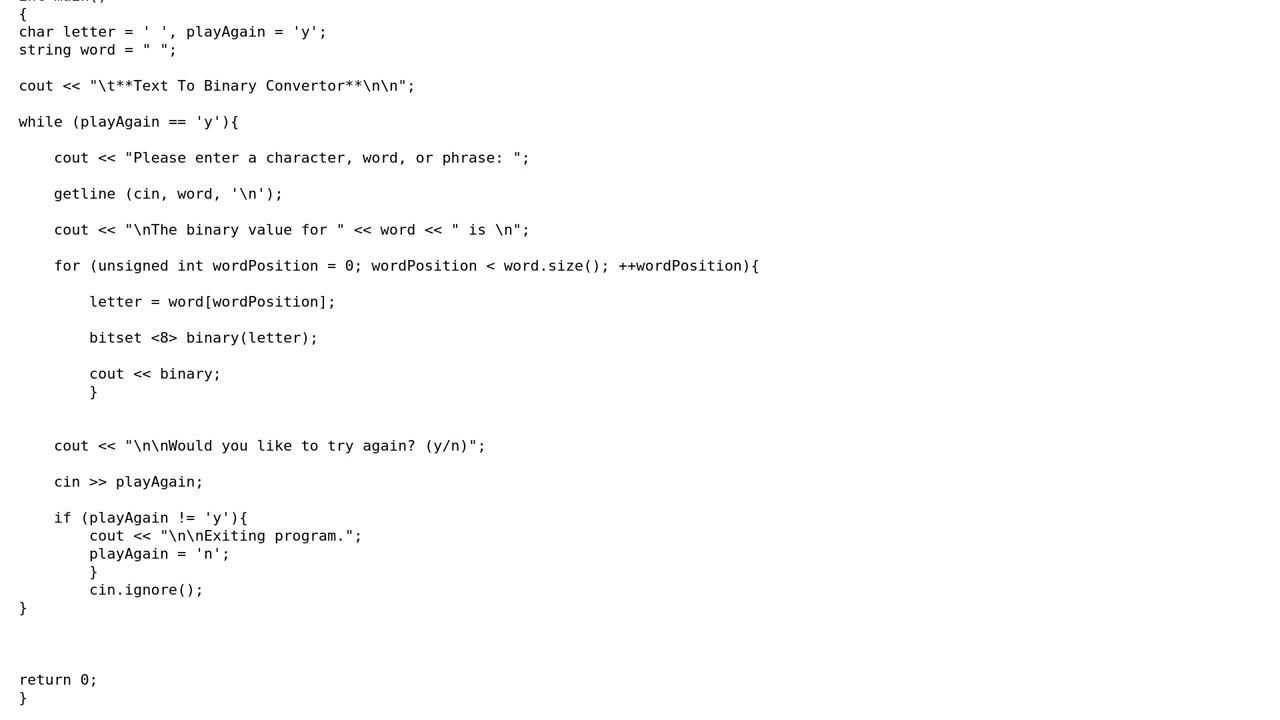 {
char letter = ' ', playAgain = 'y';
string word = " ";
cout << "\t**Text To Binary Convertor**\n\n";
while (playAgain == 'y'){
cout << "Please enter a character, word, or phrase: ";
getline (cin, word, '\n');
cout << "\nThe binary value for " << word << " is \n";
for (unsigned int wordPosition = 0; wordPosition < word.size(); ++wordPosition){
letter = word[wordPosition];
bitset <8> binary(letter);
cout << binary;
}
cout << "\n\nWould you like to try again? (y/n)";
cin >> playAgain;
if (playAgain != 'y'){
cout << "\n\nExiting program.";
playAgain = 'n';
}
cin.ignore();
}
return 0;
}